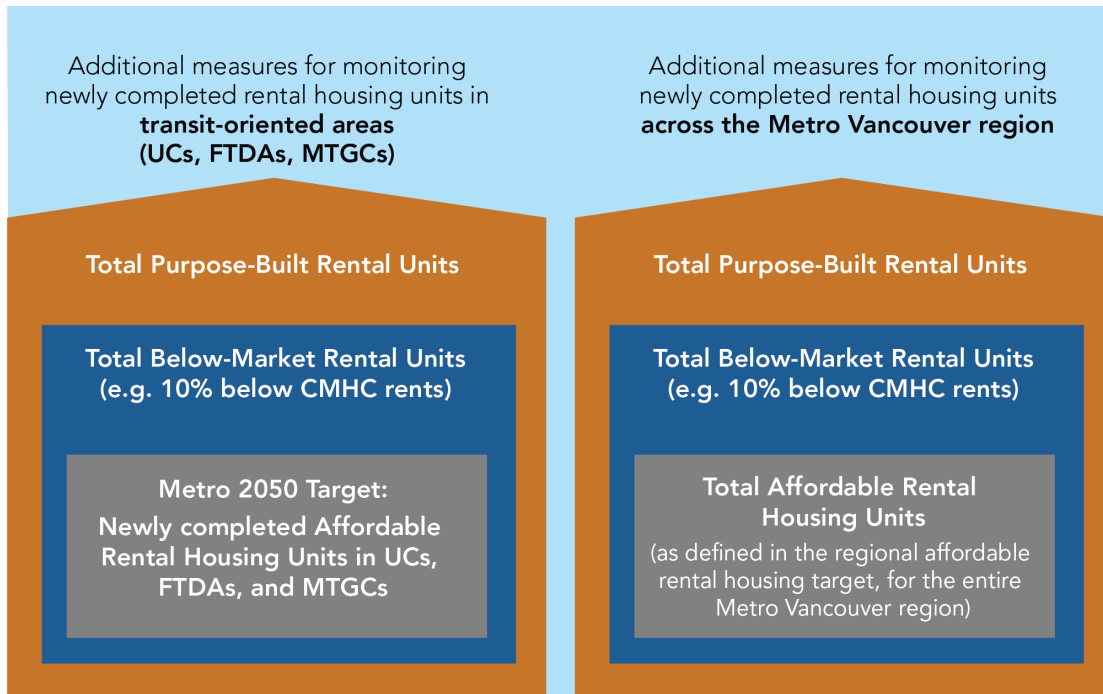 Additional measures for monitoring
newly completed rental housing units in
transit-oriented areas
(UCs, FTDAs, MTGCs)
Total Purpose-Built Rental Units
Total Below-Market Rental Units
(e.g. 10% below CMHC rents)
Metro 2050 Target:
Newly completed Affordable
Rental Housing Units in UCs,
FTDAs, and MTGCs
Additional measures for monitoring
newly completed rental housing units
across the Metro Vancouver region
Total Purpose-Built Rental Units
Total Below-Market Rental Units
(e.g. 10% below CMHC rents)
Total Affordable Rental
Housing Units
(as defined in the regional affordable
rental housing target, for the entire
Metro Vancouver region)